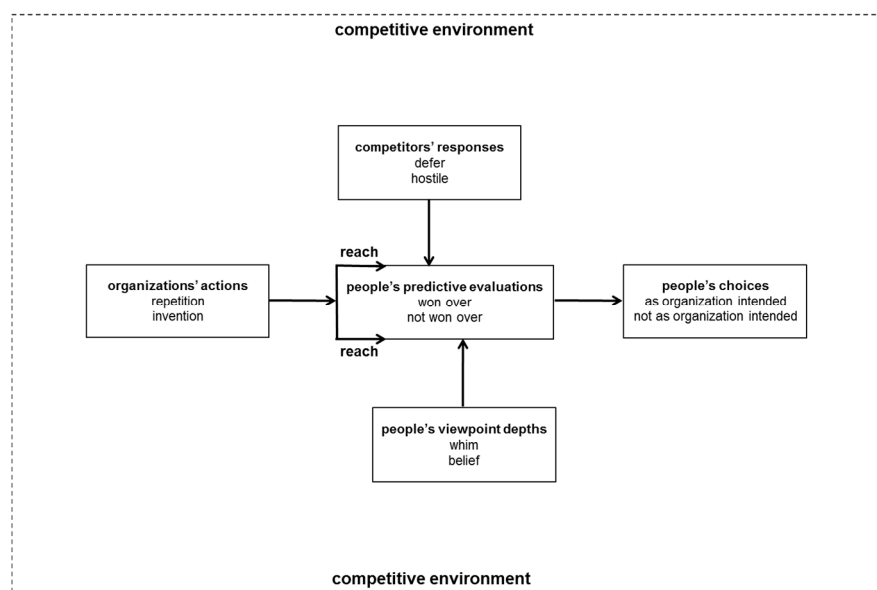 competitive environment
competitors’ responses
defer
hostile
reach
organizations’ actions
repetition
invention
people’s predictive evaluations
won over
not won over
people’s choices
as organization intended
not as organization intended
reach
people’s viewpoint depths
whim
belief
competitive environment